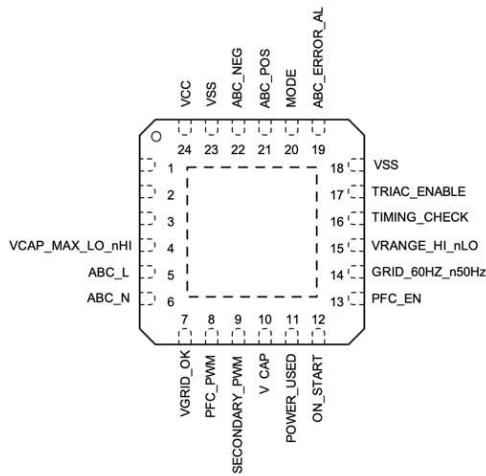 VCC
VSS
ABC_NEG
ABC_POS
MODE
ABC_ERROR_AL
24 23 22 21 20 19
1
2
3
VCAP_MAX_LO_nHI 4
ABC_L 5
ABC_N 6
18 VSS
17 TRIAC_ENABLE
16 TIMING_CHECK
15 VRANGE_HI_nLO
14 GRID_60HZ_n50Hz
13 PFC_EN
7 8 9 10 11 12
VGRID_OK
PFC_PWM
SECONDARY_PWM
V CAP
POWER_USED
ON_START